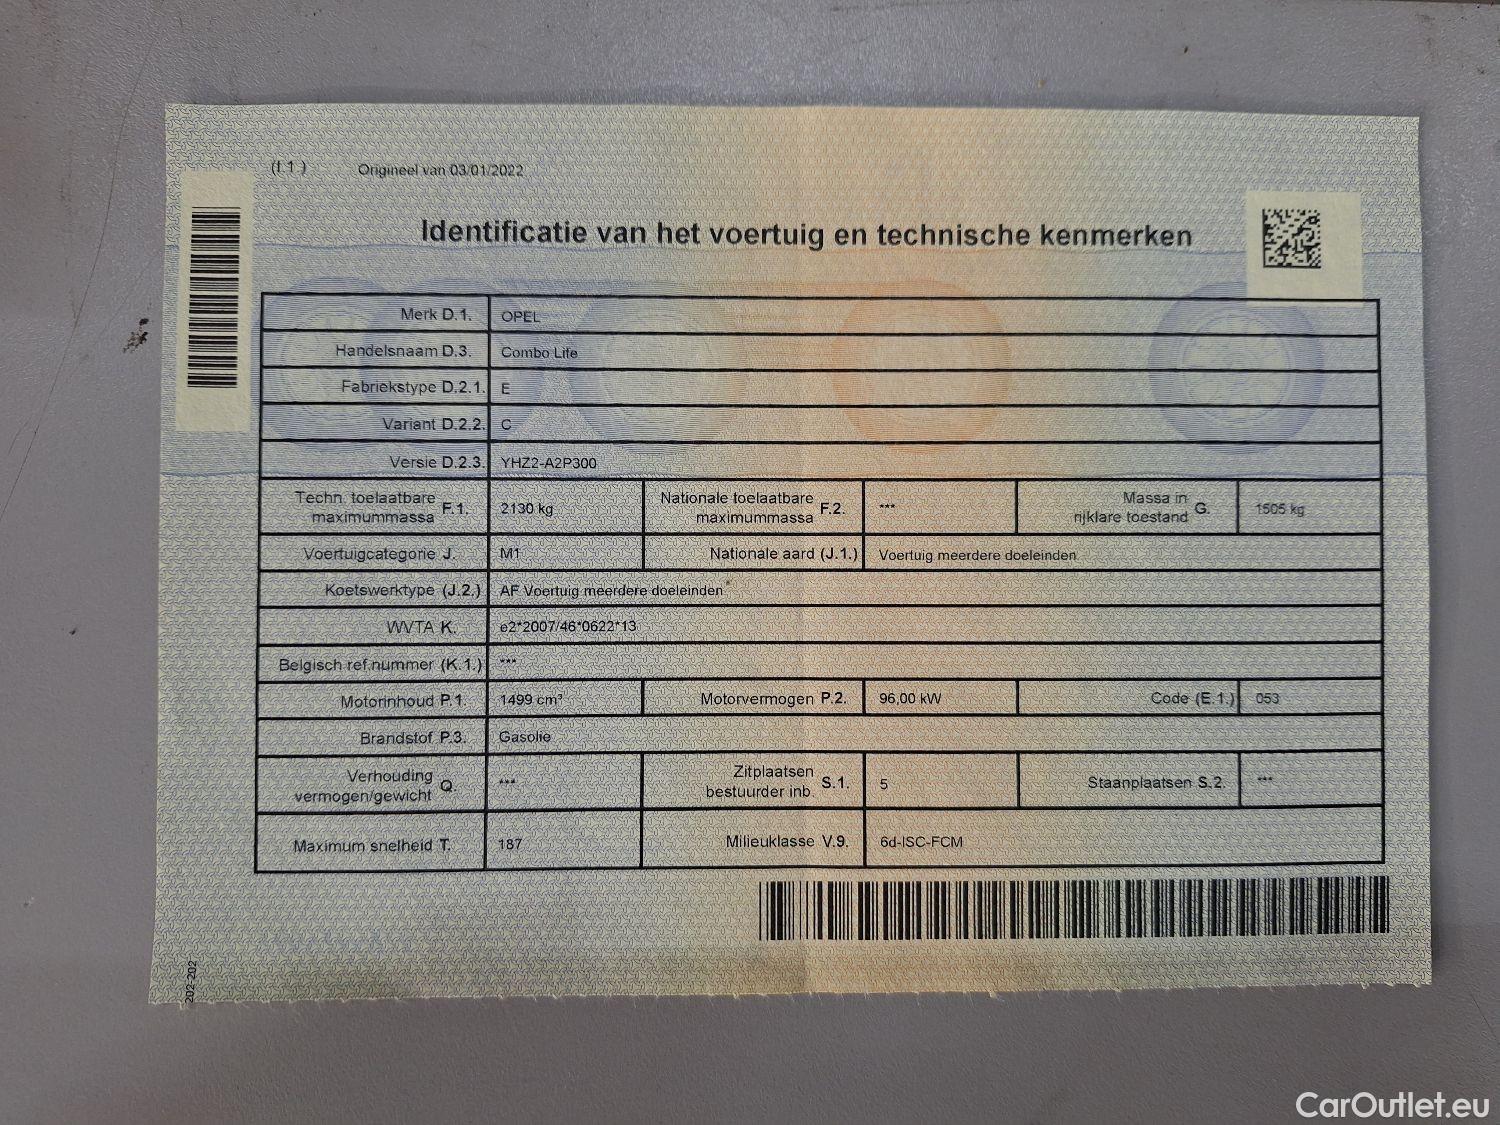 (I.1) Origineel van 03/01/2022
Identificatie van het voertuig en technische kenmerken
Merk D.1. OPEL
Handelsnaam D.3. Combo Life
Fabriekstype D.2.1. E
Variant D.2.2. C
Versie D.2.3. YHZ2-A2P300
Techn. toelaatbare maximummassa F.1. 2130 kg Nationale toelaatbare maximummassa F.2. *** Massa in rijklare toestand G. 1505 kg
Voertuigcategorie J. M1 Nationale aard (J.1.) Voertuig meerdere doeleinden
Koetswerktype (J.2.) AF Voertuig meerdere doeleinden
WVTA K. e2*2007/46*0622*13
Belgisch ref.nummer (K.1.) ***
Motorinhoud P.1. 1499 cm³ Motorvermogen P.2. 96,00 kW Code (E.1.) 053
Brandstof P.3. Gasolie
Verhouding vermogen/gewicht Q. *** Zitplaatsen bestuurder inb. S.1. 5 Staanplaatsen S.2. ***
Maximum snelheid T. 187 Milieuklasse V.9. 6d-ISC-FCM
202-202
CarOutlet.eu